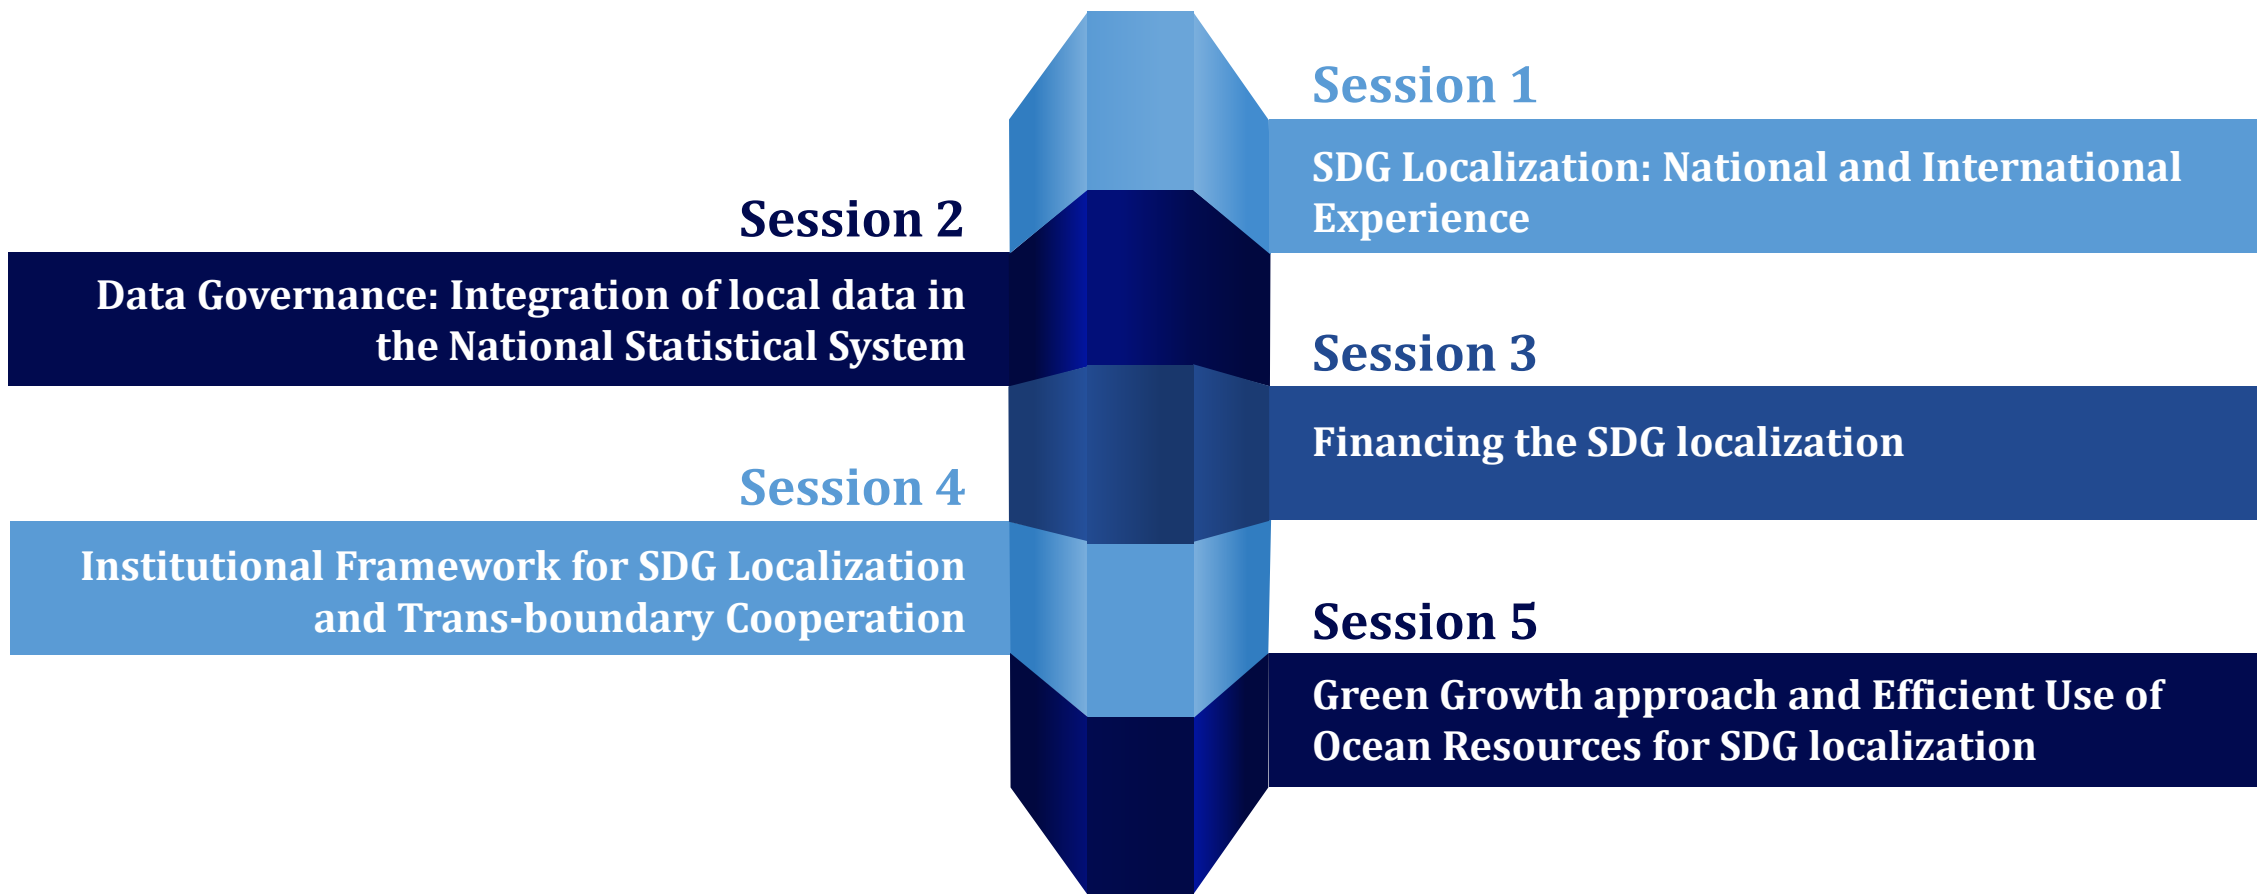 Session 1
SDG Localization: National and International
Experience
Session 2
Data Governance: Integration of local data in
the National Statistical System
Session 3
Financing the SDG localization
Session 4
Institutional Framework for SDG Localization
and Trans-boundary Cooperation
Session 5
Green Growth approach and Efficient Use of
Ocean Resources for SDG localization